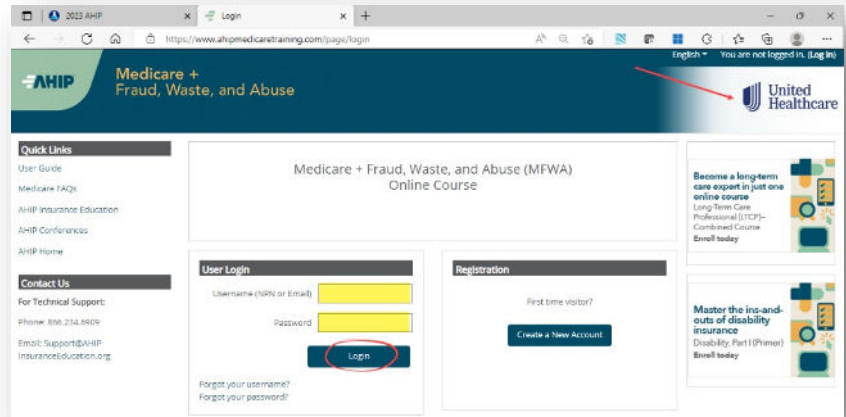 2023 AHIP
Login
https://www.ahipmedicaretraining.com/page/login
English
You are not logged in. (Log in)
AHIP
Medicare +
Fraud, Waste, and Abuse
United
Healthcare
Quick Links
User Guide
Medicare FAQs
AHIP Insurance Education
AHIP Conferences
AHIP Home
Contact Us
For Technical Support:
Phone: 866.234.6909
Email: Support@AHIP
InsuranceEducation.org
Medicare + Fraud, Waste, and Abuse (MFWA)
Online Course
User Login
Username (NPN or Email)
Password
Login
Forgot your username?
Forgot your password?
Registration
First time visitor?
Create a New Account
Become a long-term
care expert in just one
online course
Long-Term Care
Professional (LTCP)–
Combined Course
Enroll today
Master the ins-and-
outs of disability
insurance
Disability, Part I (Primer)
Enroll today